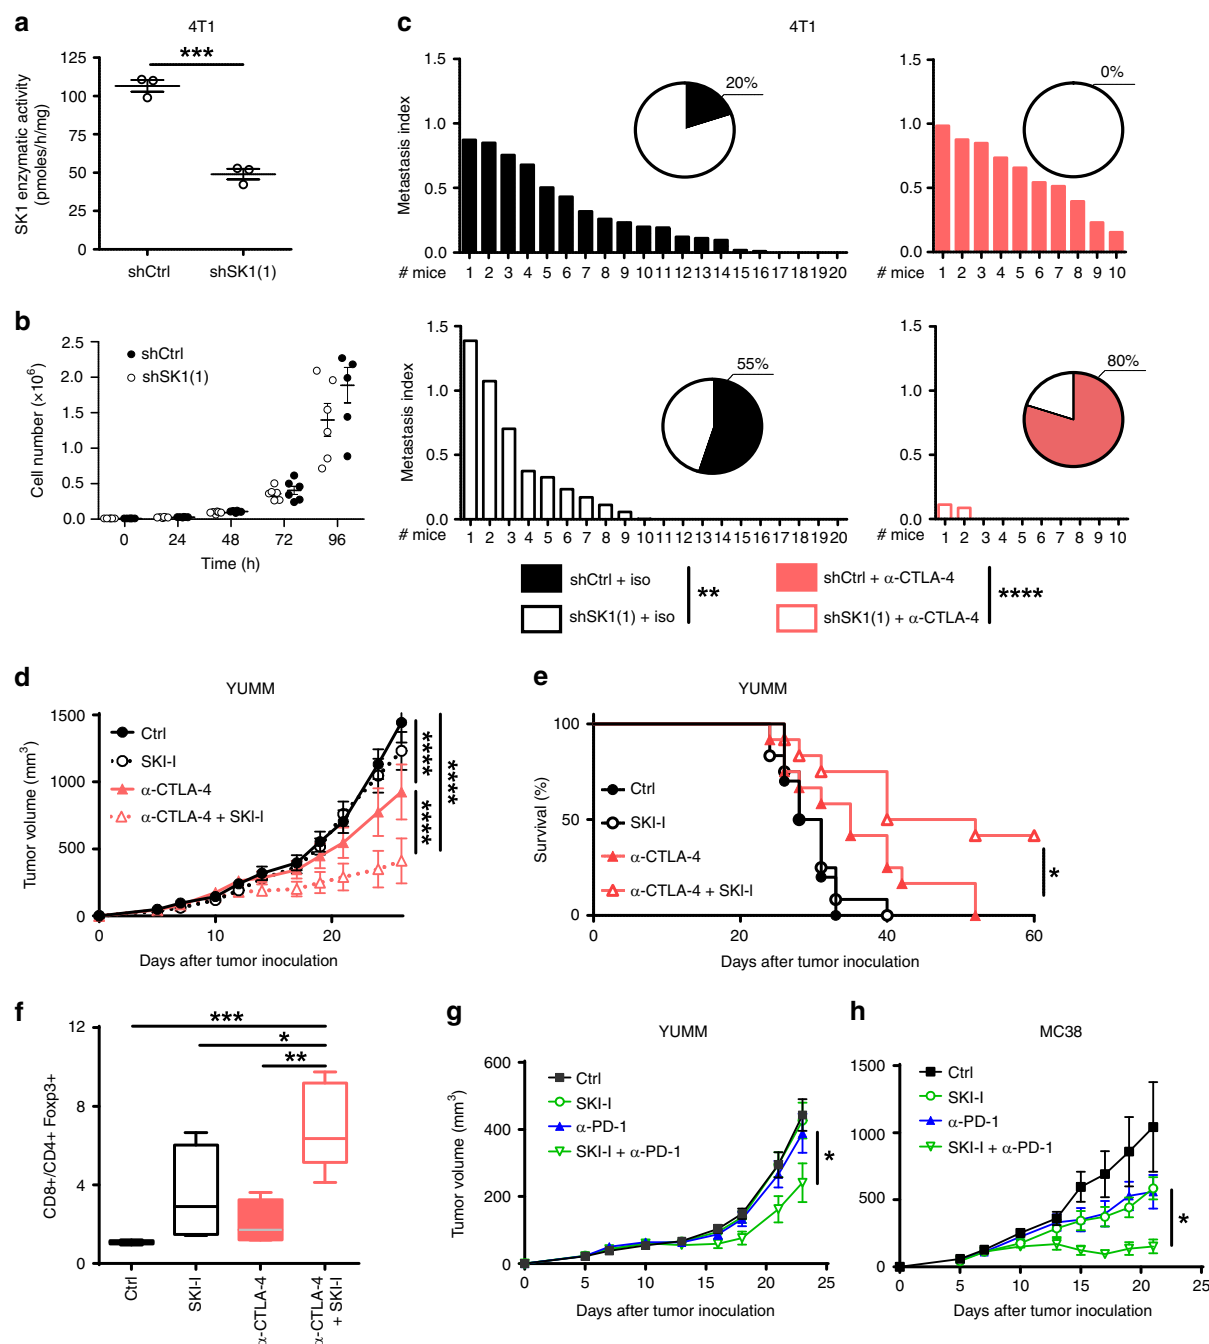 a
4T1
***
SK1 enzymatic activity
(pmoles/h/mg)
125
100
75
50
25
0
shCtrl
shSK1(1)
b
Cell number (×10⁶)
2.5
2.0
1.5
1.0
0.5
0.0
shCtrl
shSK1(1)
0 24 48 72 96
Time (h)
c
4T1
Metastasis index
1.5
1.0
0.5
0.0
20%
# mice 1 2 3 4 5 6 7 8 9 10 11 12 13 14 15 16 17 18 19 20
1.5
1.0
0.5
0.0
0%
# mice 1 2 3 4 5 6 7 8 9 10
Metastasis index
1.5
1.0
0.5
0.0
55%
# mice 1 2 3 4 5 6 7 8 9 10 11 12 13 14 15 16 17 18 19 20
1.5
1.0
0.5
0.0
80%
# mice 1 2 3 4 5 6 7 8 9 10
shCtrl + iso
shSK1(1) + iso
**
shCtrl + α-CTLA-4
shSK1(1) + α-CTLA-4
****
d
YUMM
Tumor volume (mm³)
1500
1000
500
0
Ctrl
SKI-I
α-CTLA-4
α-CTLA-4 + SKI-I
****
****
****
0 10 20
Days after tumor inoculation
e
YUMM
Survival (%)
100
50
0
Ctrl
SKI-I
α-CTLA-4
α-CTLA-4 + SKI-I
*
0 20 40 60
Days after tumor inoculation
f
CD8+/CD4+ Foxp3+
12
8
4
0
***
*
**
Ctrl
SKI-I
α-CTLA-4
α-CTLA-4
+ SKI-I
g
YUMM
Tumor volume (mm³)
600
400
200
0
Ctrl
SKI-I
α-PD-1
SKI-I + α-PD-1
*
0 5 10 15 20 25
Days after tumor inoculation
h
MC38
1500
1000
500
0
Ctrl
SKI-I
α-PD-1
SKI-I + α-PD-1
*
0 5 10 15 20 25
Days after tumor inoculation